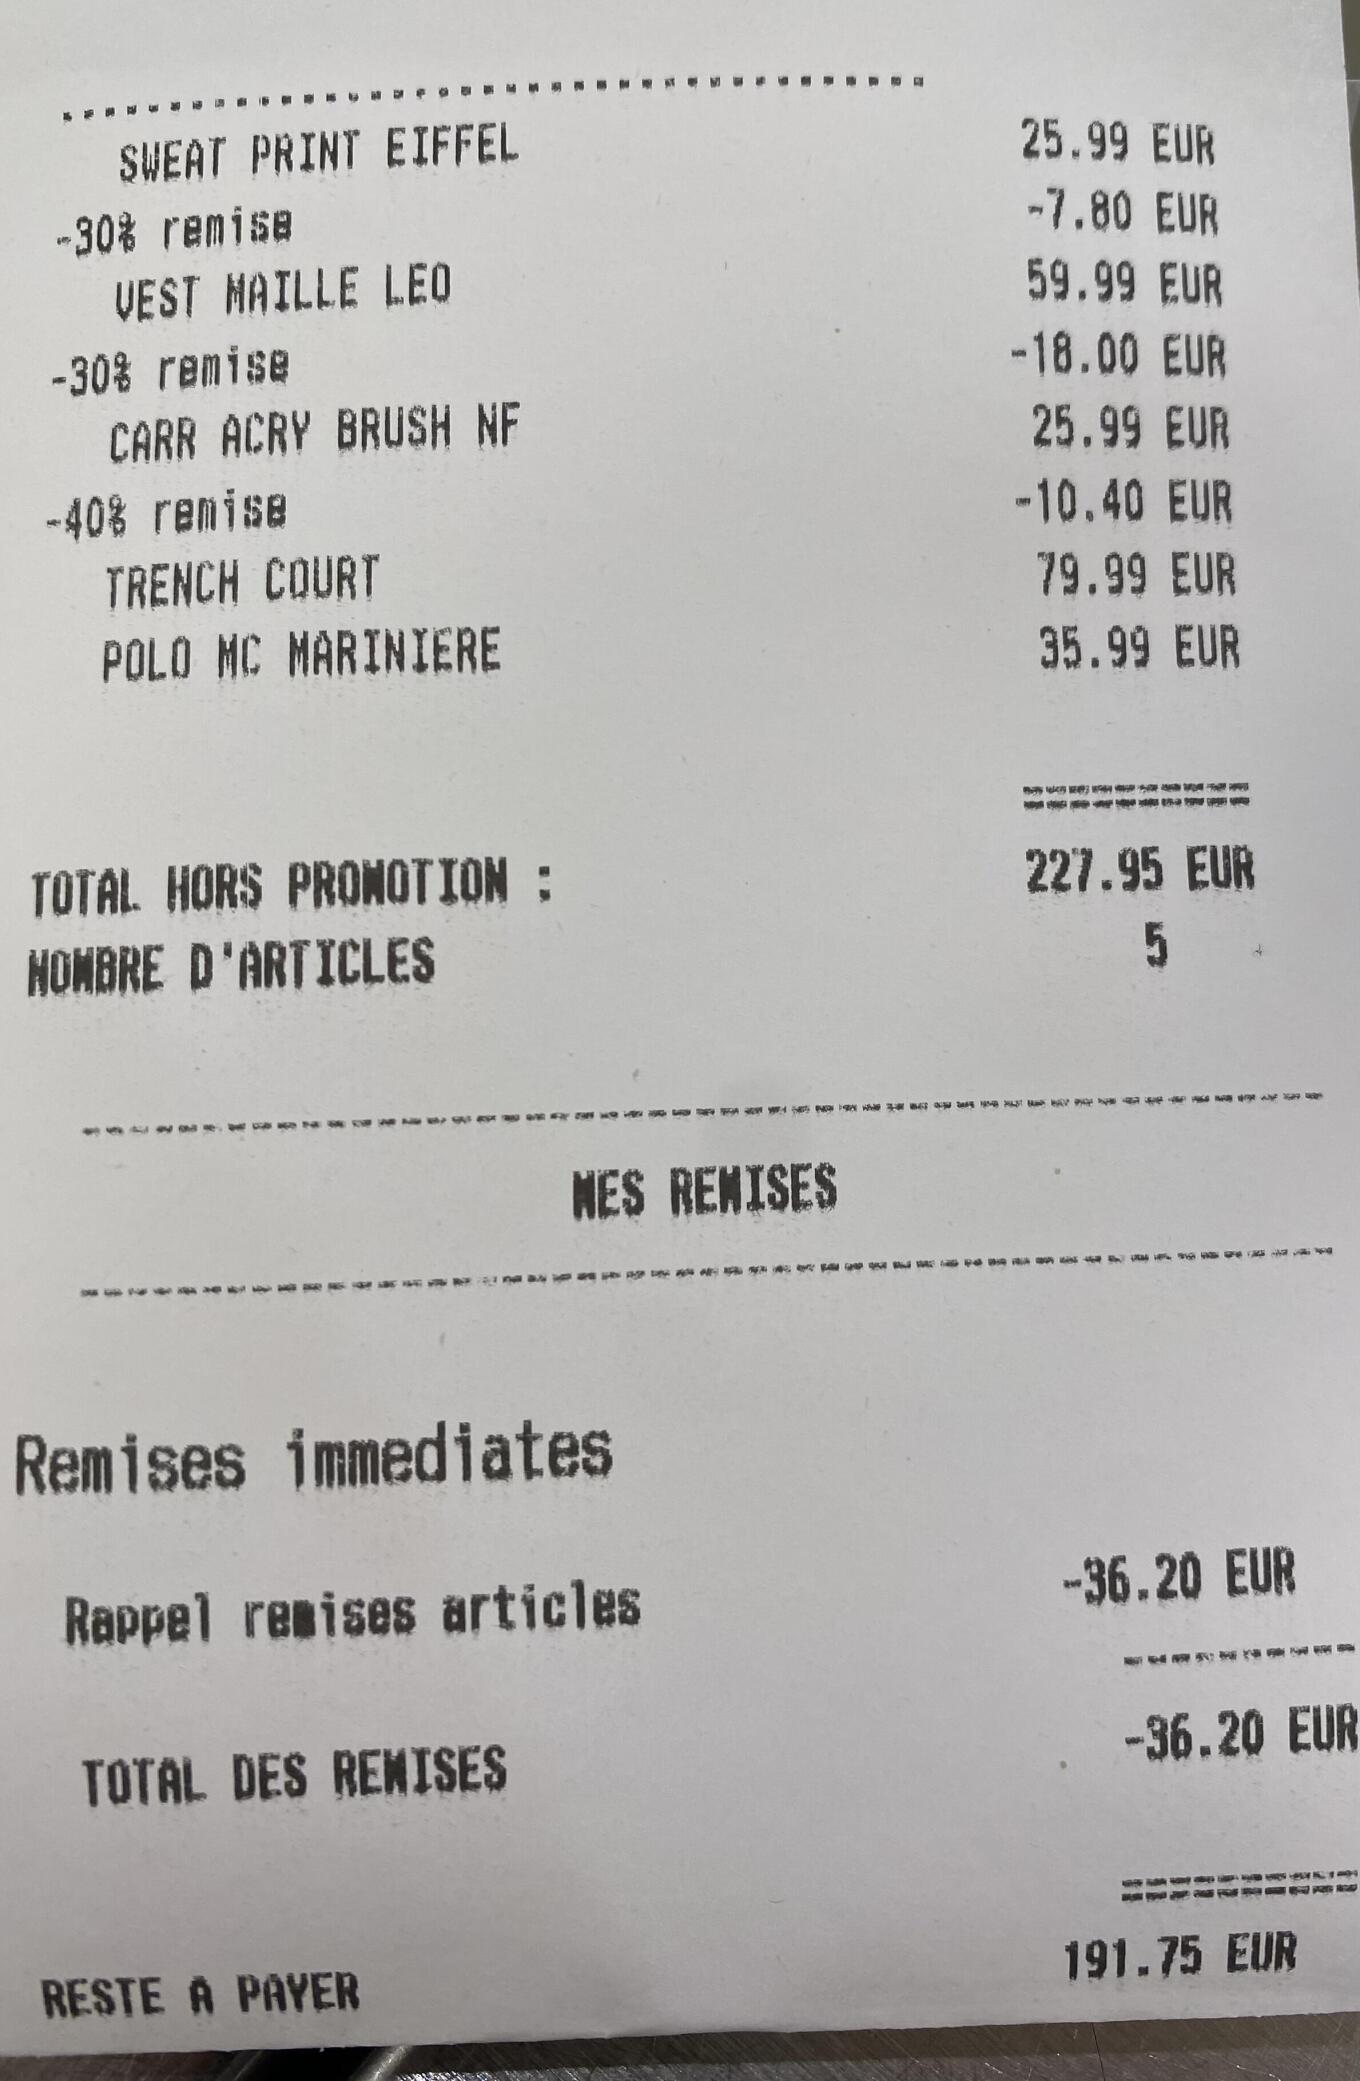 SWEAT PRINT EIFFEL 25.99 EUR
-30% remise -7.80 EUR
VEST MAILLE LEO 59.99 EUR
-30% remise -18.00 EUR
CARR ACRY BRUSH NF 25.99 EUR
-40% remise -10.40 EUR
TRENCH COURT 79.99 EUR
POLO MC MARINIERE 35.99 EUR
==========
TOTAL HORS PROMOTION : 227.95 EUR
NOMBRE D'ARTICLES 5
MES REMISES
Remises immediates
Rappel remises articles -36.20 EUR
----------
TOTAL DES REMISES -36.20 EUR
==========
RESTE A PAYER 191.75 EUR